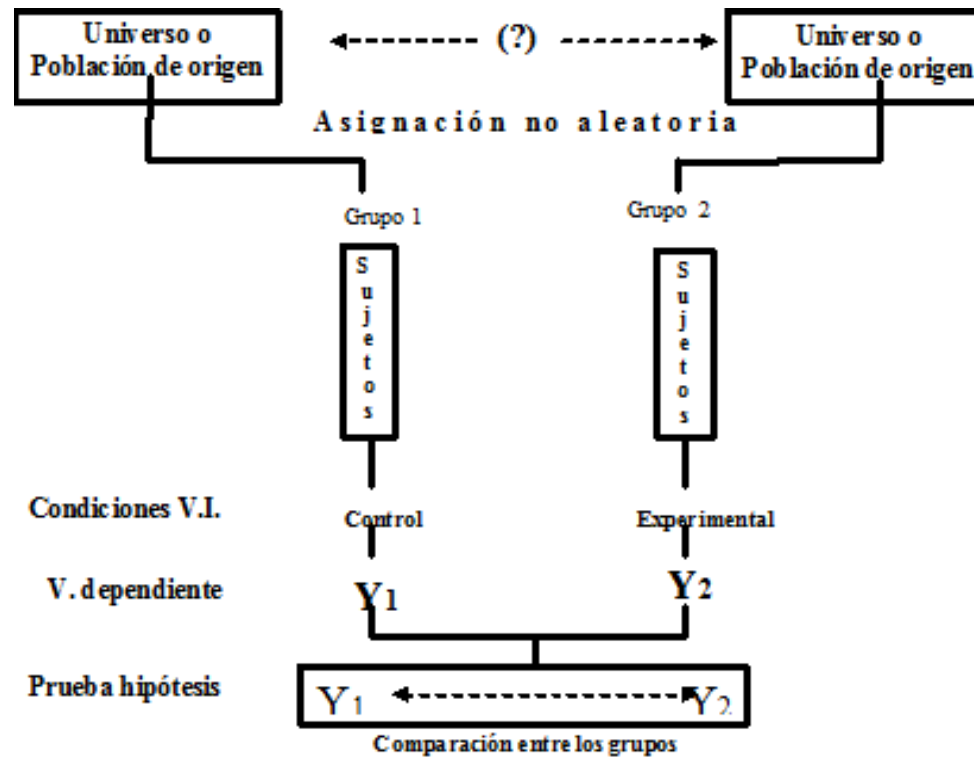 Universo o
Población de origen
(?)
Universo o
Población de origen
Asignación no aleatoria
Grupo 1
Grupo 2
Sujetos
Sujetos
Condiciones V.I.
Control
Experimental
V. dependiente
Y1
Y2
Prueba hipótesis
Y1
Y2
Comparación entre los grupos